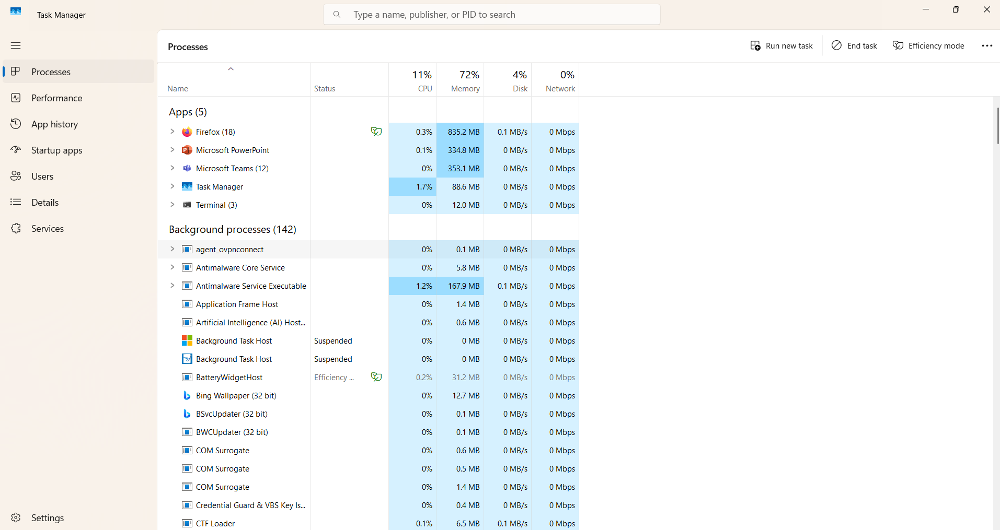 Task Manager
Type a name, publisher, or PID to search
Processes
Performance
App history
Startup apps
Users
Details
Services
Settings
Processes
Run new task
End task
Efficiency mode
11% 72% 4% 0%
Name Status CPU Memory Disk Network
Apps (5)
Firefox (18) 0.3% 835.2 MB 0.1 MB/s 0 Mbps
Microsoft PowerPoint 0.1% 334.8 MB 0 MB/s 0 Mbps
Microsoft Teams (12) 0% 353.1 MB 0 MB/s 0 Mbps
Task Manager 1.7% 88.6 MB 0 MB/s 0 Mbps
Terminal (3) 0% 12.0 MB 0 MB/s 0 Mbps
Background processes (142)
agent_ovpnconnect 0% 0.1 MB 0 MB/s 0 Mbps
Antimalware Core Service 0% 5.8 MB 0 MB/s 0 Mbps
Antimalware Service Executable 1.2% 167.9 MB 0.1 MB/s 0 Mbps
Application Frame Host 0% 1.4 MB 0 MB/s 0 Mbps
Artificial Intelligence (AI) Host... 0% 0.6 MB 0 MB/s 0 Mbps
Background Task Host Suspended 0% 0 MB 0 MB/s 0 Mbps
Background Task Host Suspended 0% 0 MB 0 MB/s 0 Mbps
BatteryWidgetHost Efficiency ... 0.2% 31.2 MB 0 MB/s 0 Mbps
Bing Wallpaper (32 bit) 0% 12.7 MB 0 MB/s 0 Mbps
BSvcUpdater (32 bit) 0% 0.1 MB 0 MB/s 0 Mbps
BWCUpdater (32 bit) 0% 0.1 MB 0 MB/s 0 Mbps
COM Surrogate 0% 0.6 MB 0 MB/s 0 Mbps
COM Surrogate 0% 0.5 MB 0 MB/s 0 Mbps
COM Surrogate 0% 1.4 MB 0 MB/s 0 Mbps
Credential Guard & VBS Key Is... 0% 0.4 MB 0 MB/s 0 Mbps
CTF Loader 0.1% 6.5 MB 0.1 MB/s 0 Mbps